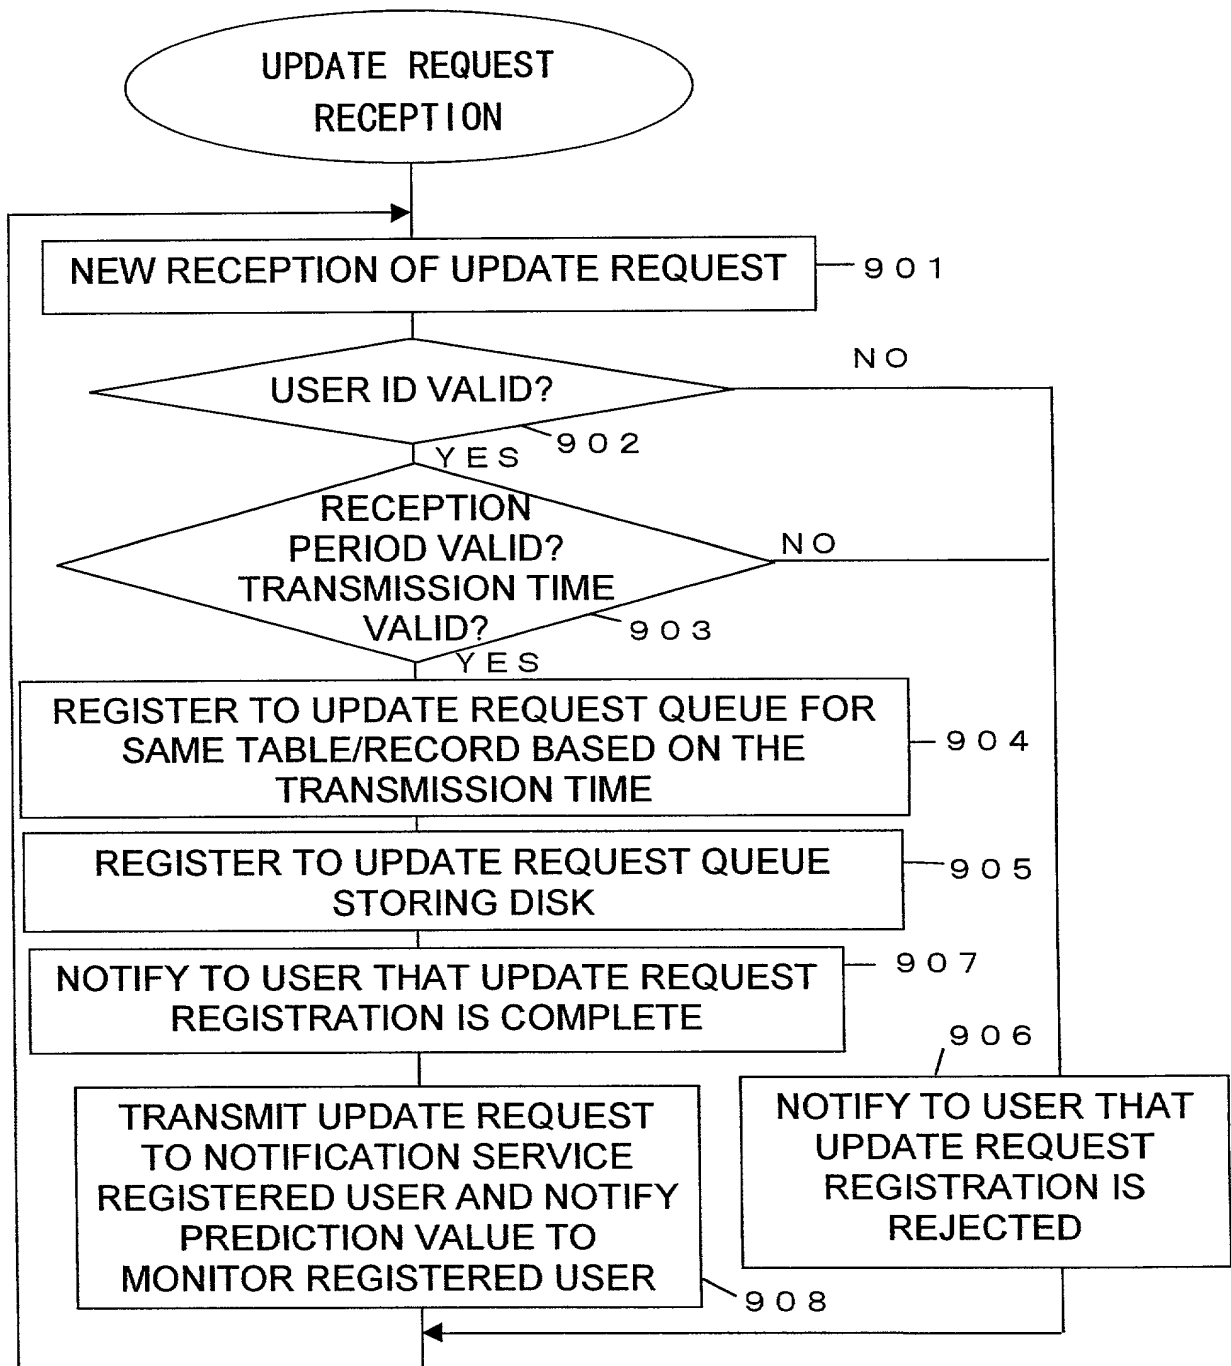 UPDATE REQUEST
RECEPTION
NEW RECEPTION OF UPDATE REQUEST
901
USER ID VALID?
NO
902
YES
RECEPTION
PERIOD VALID?
TRANSMISSION TIME
VALID?
NO
903
YES
REGISTER TO UPDATE REQUEST QUEUE FOR
SAME TABLE/RECORD BASED ON THE
TRANSMISSION TIME
904
REGISTER TO UPDATE REQUEST QUEUE
STORING DISK
905
NOTIFY TO USER THAT UPDATE REQUEST
REGISTRATION IS COMPLETE
907
906
TRANSMIT UPDATE REQUEST
TO NOTIFICATION SERVICE
REGISTERED USER AND NOTIFY
PREDICTION VALUE TO
MONITOR REGISTERED USER
908
NOTIFY TO USER THAT
UPDATE REQUEST
REGISTRATION IS
REJECTED